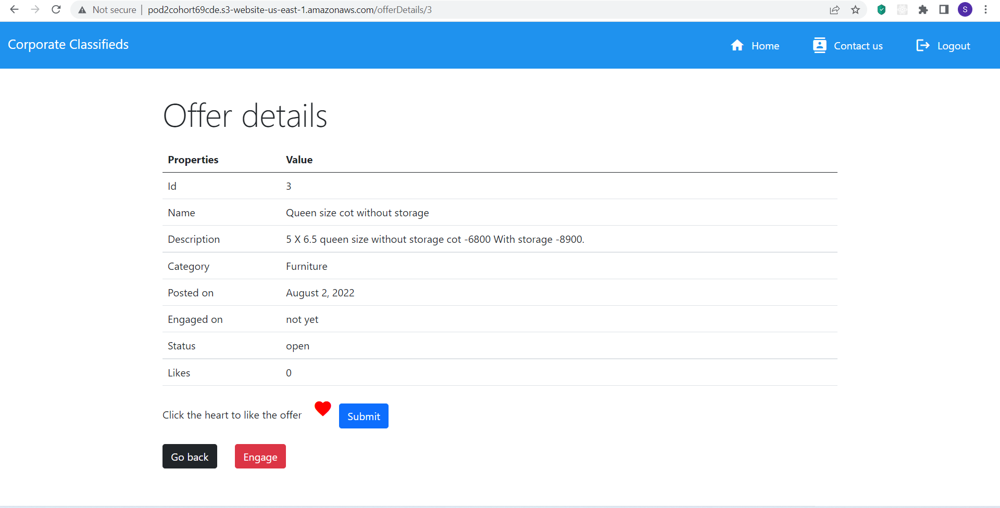 Not secure | pod2cohort69cde.s3-website-us-east-1.amazonaws.com/offerDetails/3
S
Corporate Classifieds Home Contact us Logout
Offer details
Properties Value
Id 3
Name Queen size cot without storage
Description 5 X 6.5 queen size without storage cot -6800 With storage -8900.
Category Furniture
Posted on August 2, 2022
Engaged on not yet
Status open
Likes 0
Click the heart to like the offer Submit
Go back Engage